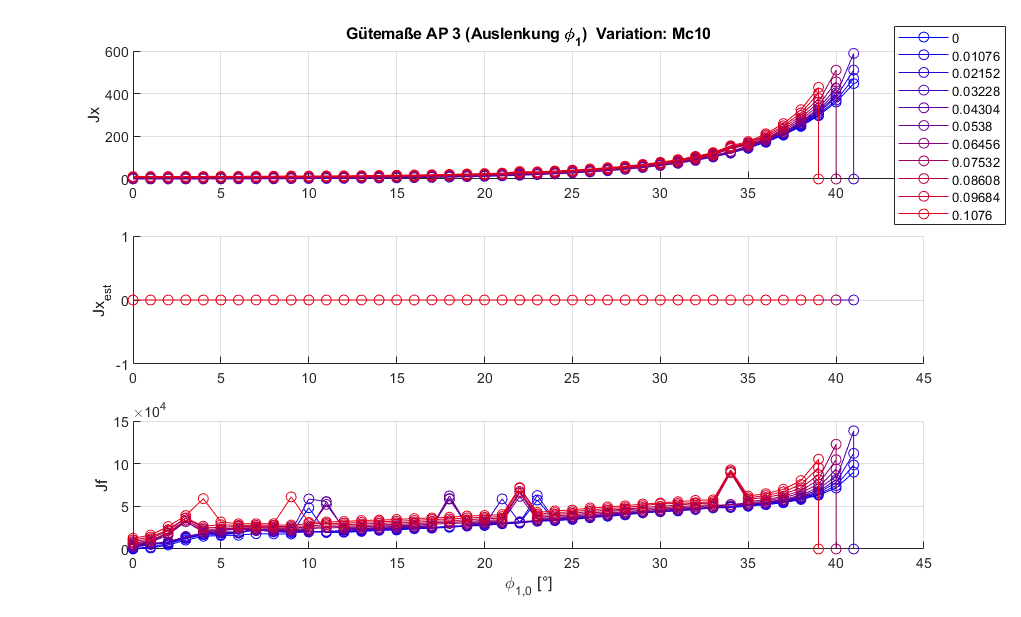 Gütemaße AP 3 (Auslenkung ϕ1) Variation: Mc10
Jx
600
400
200
0
0 5 10 15 20 25 30 35 40
0
0.01076
0.02152
0.03228
0.04304
0.0538
0.06456
0.07532
0.08608
0.09684
0.1076
Jx_est
1
0
-1
0 5 10 15 20 25 30 35 40 45
×10^4
Jf
15
10
5
0
0 5 10 15 20 25 30 35 40 45
ϕ1,0 [°]